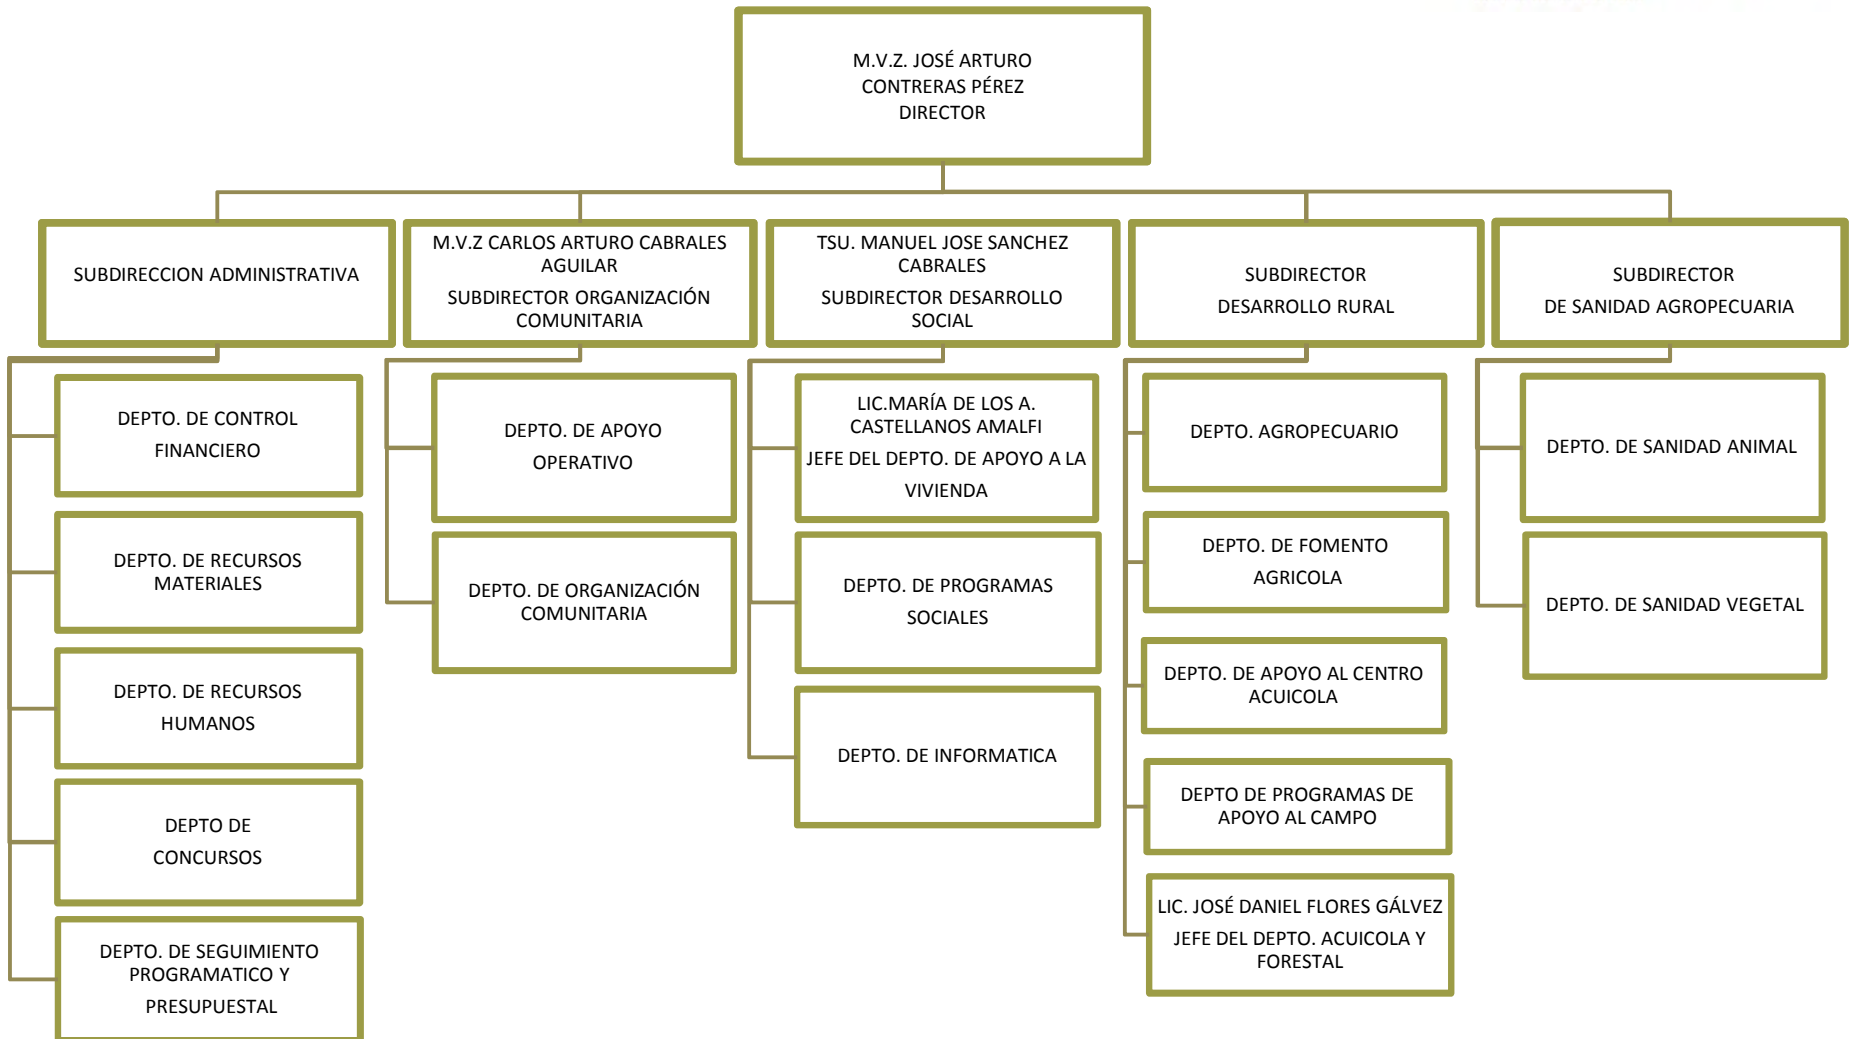 M.V.Z. JOSÉ ARTURO
CONTRERAS PÉREZ
DIRECTOR
SUBDIRECCION ADMINISTRATIVA
M.V.Z CARLOS ARTURO CABRALES
AGUILAR
SUBDIRECTOR ORGANIZACIÓN
COMUNITARIA
TSU. MANUEL JOSE SANCHEZ
CABRALES
SUBDIRECTOR DESARROLLO
SOCIAL
SUBDIRECTOR
DESARROLLO RURAL
SUBDIRECTOR
DE SANIDAD AGROPECUARIA
DEPTO. DE CONTROL
FINANCIERO
DEPTO. DE RECURSOS
MATERIALES
DEPTO. DE RECURSOS
HUMANOS
DEPTO DE
CONCURSOS
DEPTO. DE SEGUIMIENTO
PROGRAMATICO Y
PRESUPUESTAL
DEPTO. DE APOYO
OPERATIVO
DEPTO. DE ORGANIZACIÓN
COMUNITARIA
LIC.MARÍA DE LOS A.
CASTELLANOS AMALFI
JEFE DEL DEPTO. DE APOYO A LA
VIVIENDA
DEPTO. DE PROGRAMAS
SOCIALES
DEPTO. DE INFORMATICA
DEPTO. AGROPECUARIO
DEPTO. DE FOMENTO
AGRICOLA
DEPTO. DE APOYO AL CENTRO
ACUICOLA
DEPTO DE PROGRAMAS DE
APOYO AL CAMPO
LIC. JOSÉ DANIEL FLORES GÁLVEZ
JEFE DEL DEPTO. ACUICOLA Y
FORESTAL
DEPTO. DE SANIDAD ANIMAL
DEPTO. DE SANIDAD VEGETAL